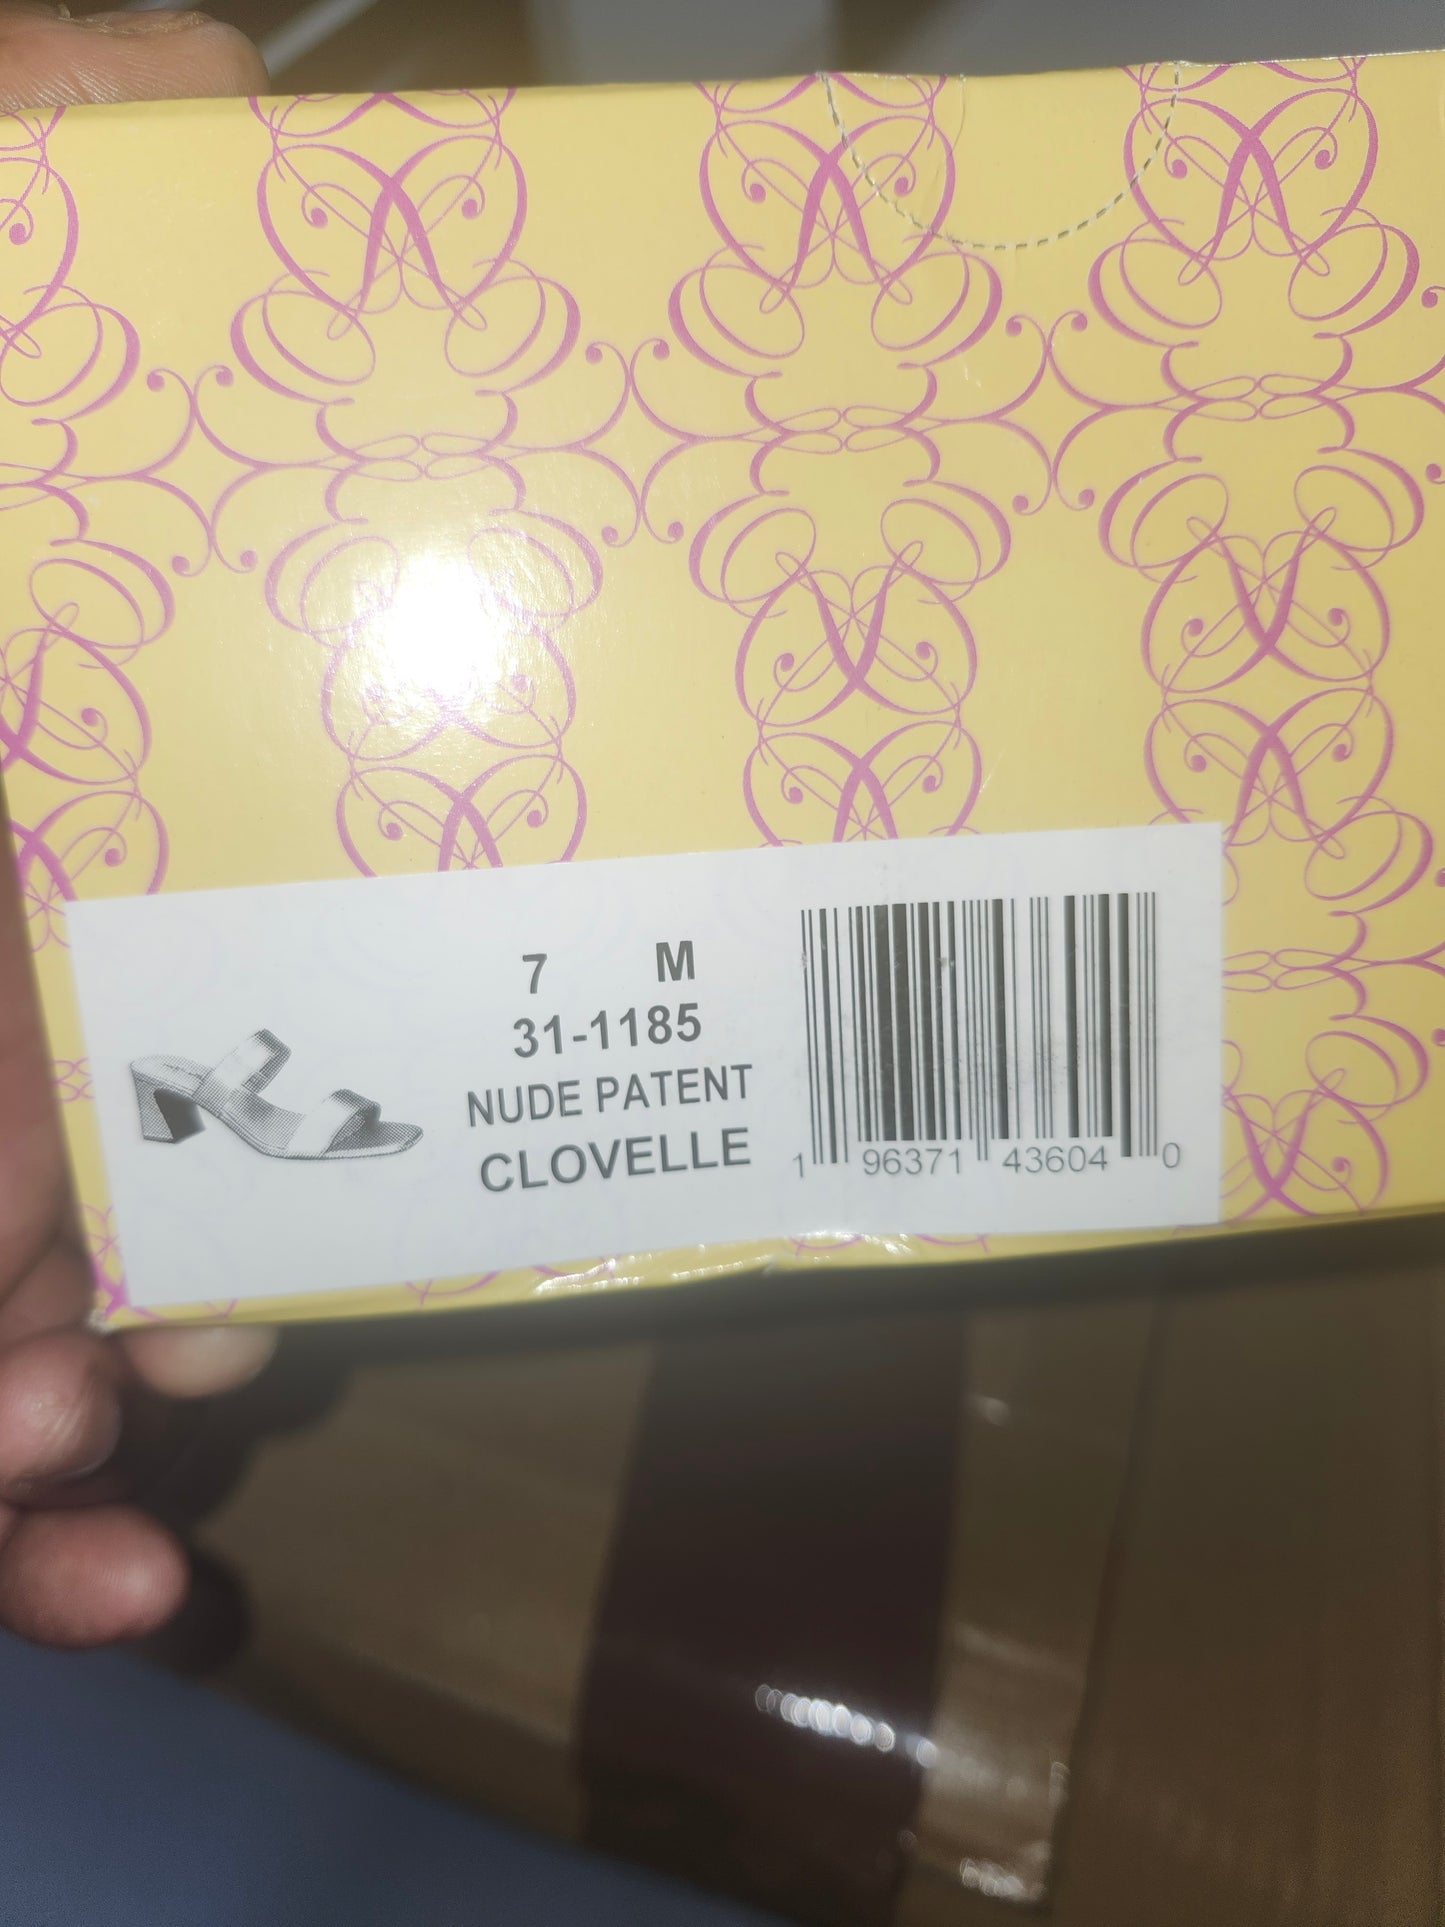 7 M
31-1185
NUDE PATENT
CLOVELLE
1 96371 43604 0